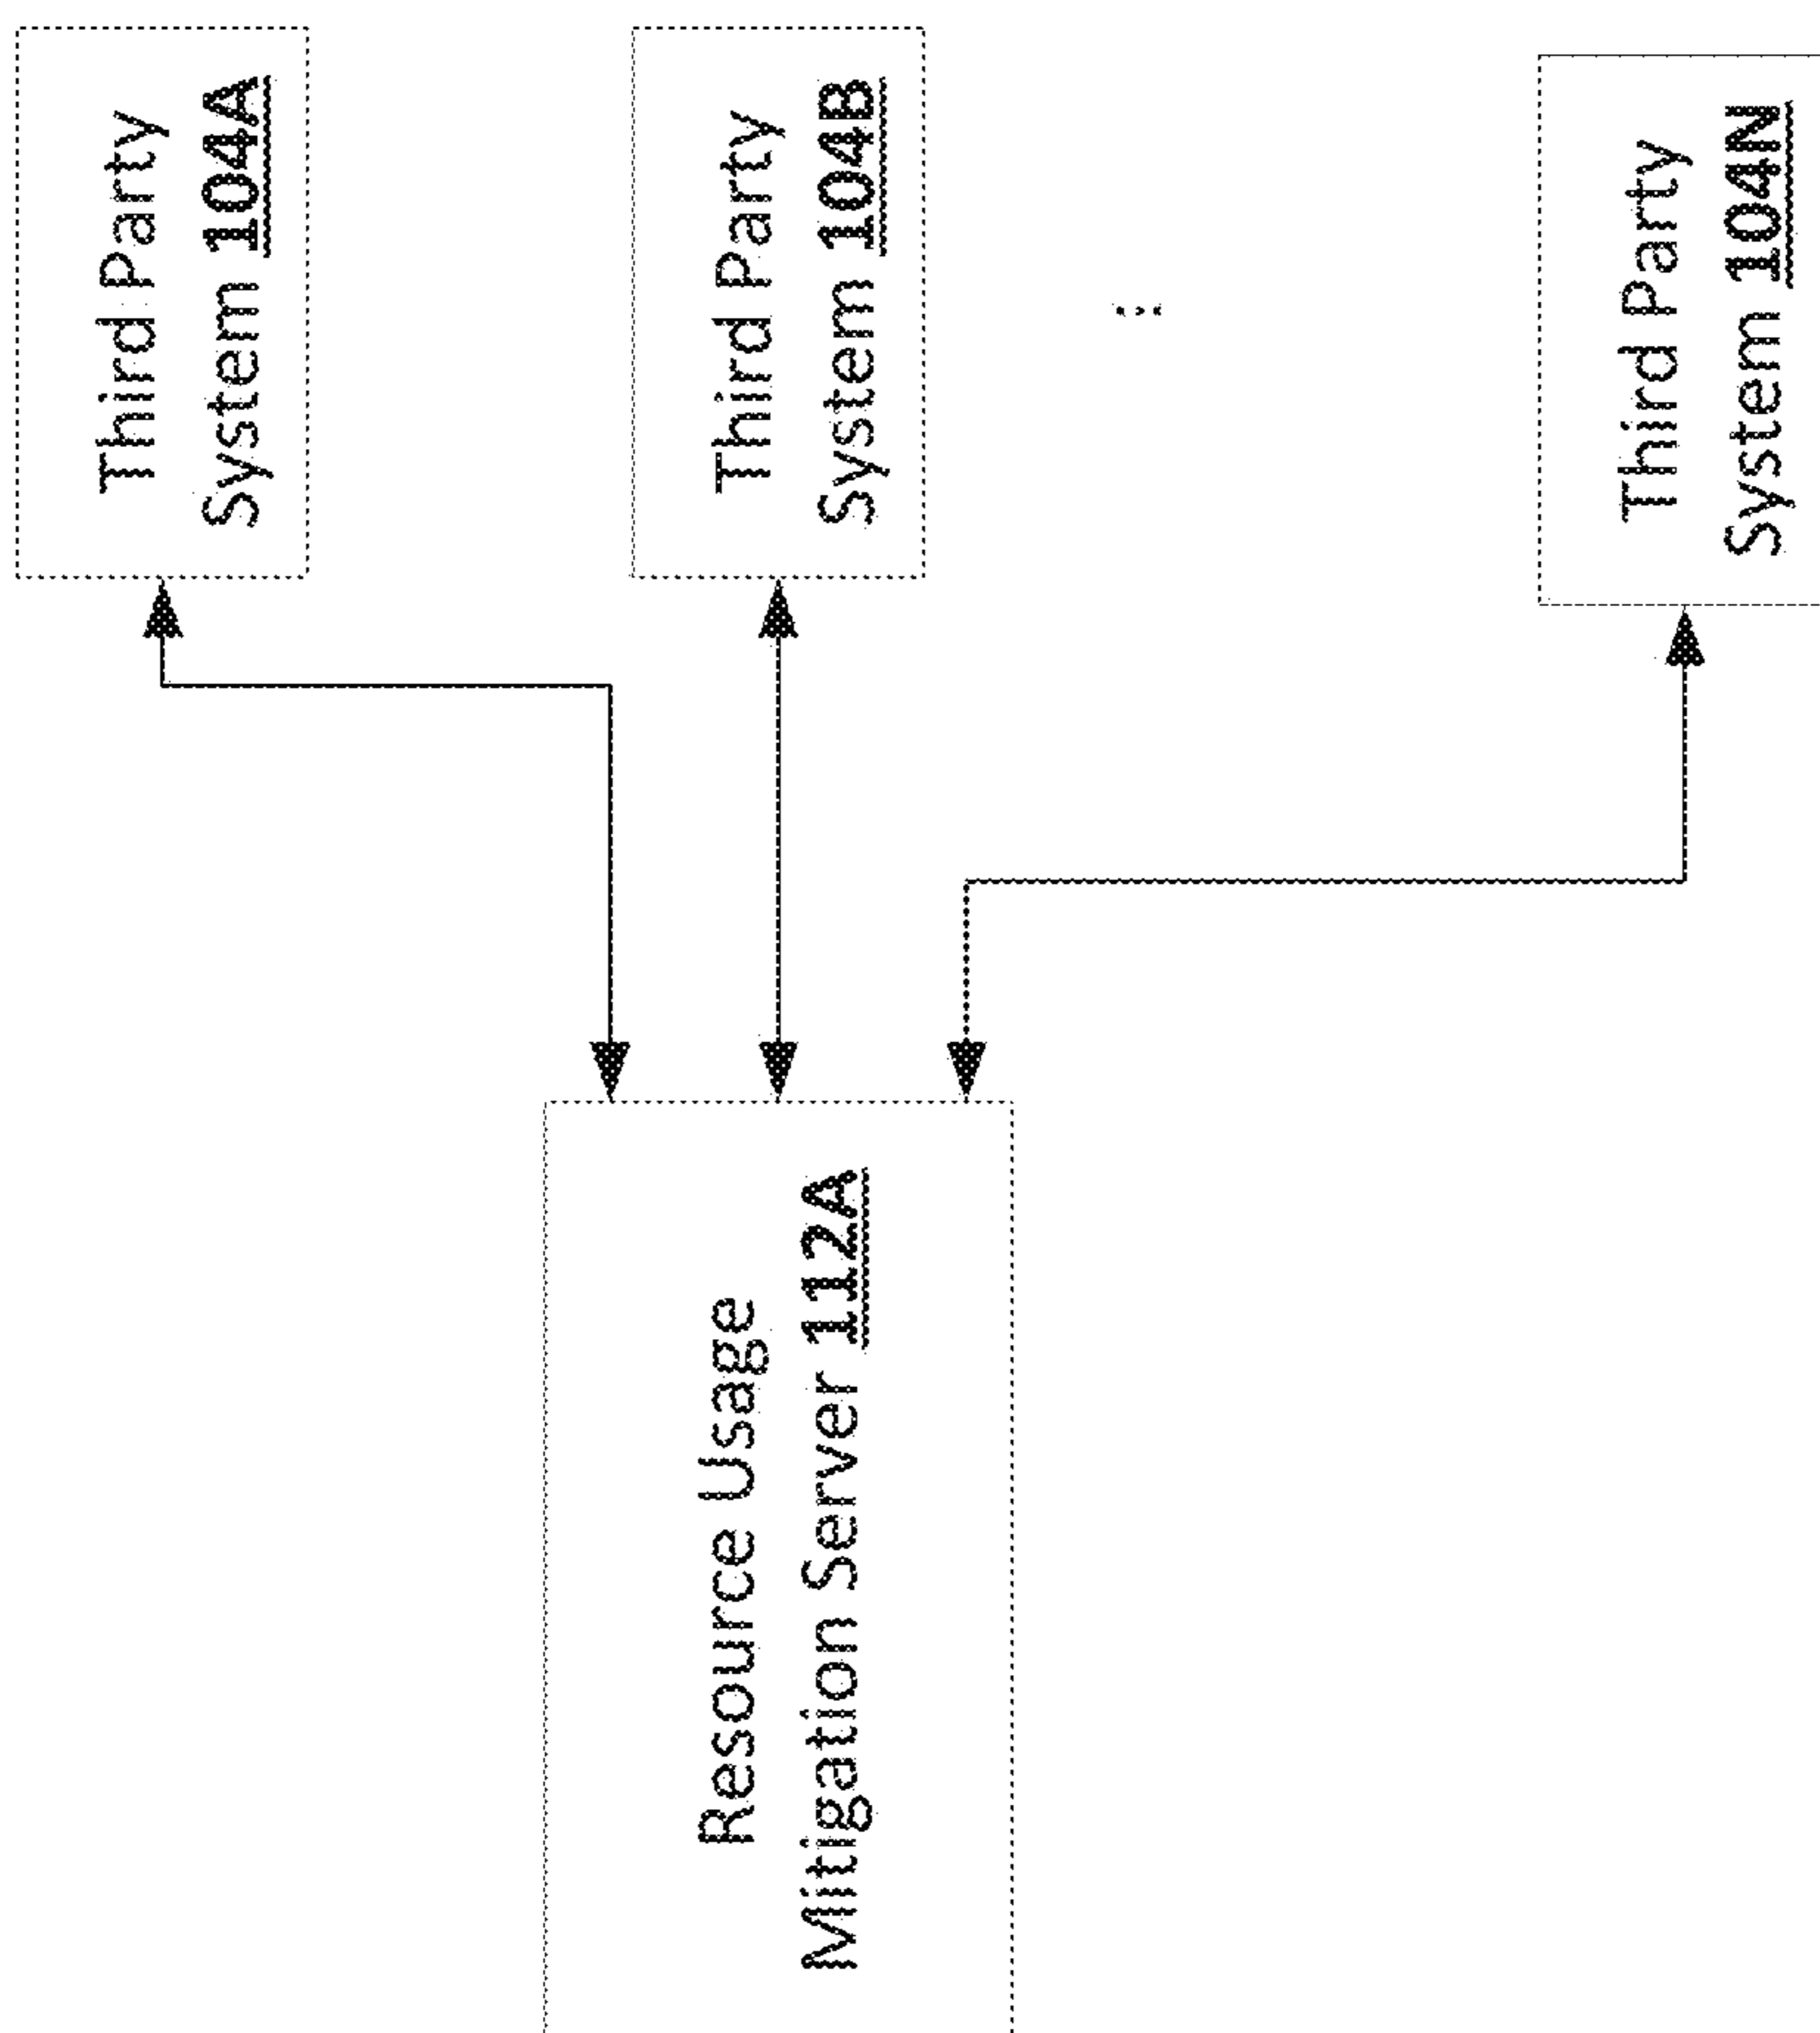 Third Party
System 104A
Third Party
System 104B
...
Third Party
System 104N
Resource Usage
Mitigation Server 112A